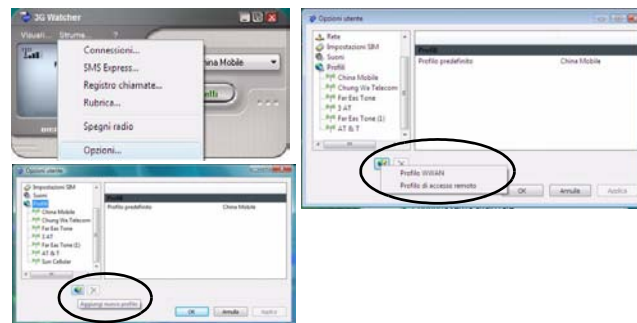 3G Watcher
Visuali... Strume... ?
Connessioni...
SMS Express...
Registro chiamate...
Rubrica...
Spegni radio
Opzioni...
Opzioni utente
Impostazioni SIM
Suoni
Profili
China Mobile
Chung Wa Telecom
Far Eas Tone
3 AT
Far Eas Tone (1)
AT & T
Sun Cellular
Profili
Profilo predefinito China Mobile
Aggiungi nuovo profilo
OK Annulla Applica
Opzioni utente
Rete
Impostazioni SIM
Suoni
Profili
China Mobile
Chung Wa Telecom
Far Eas Tone
3 AT
Far Eas Tone (1)
AT & T
Profili
Profilo predefinito China Mobile
Profilo WWAN
Profilo di accesso remoto
OK Annulla Applica